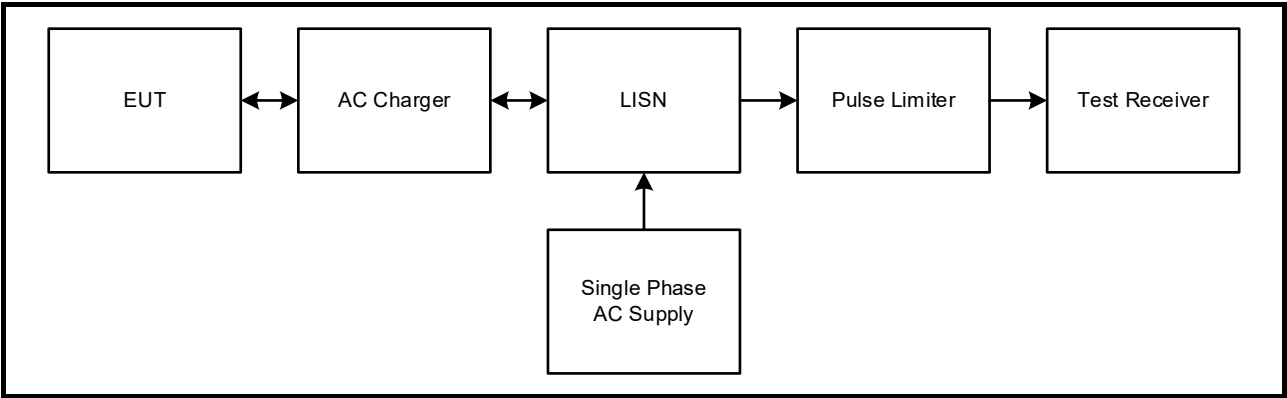 EUT
AC Charger
LISN
Pulse Limiter
Test Receiver
Single Phase
AC Supply